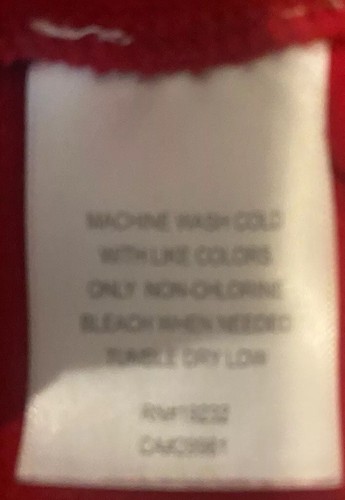 MACHINE WASH COLD
WITH LIKE COLORS
ONLY NON-CHLORINE
BLEACH WHEN NEEDED
TUMBLE DRY LOW